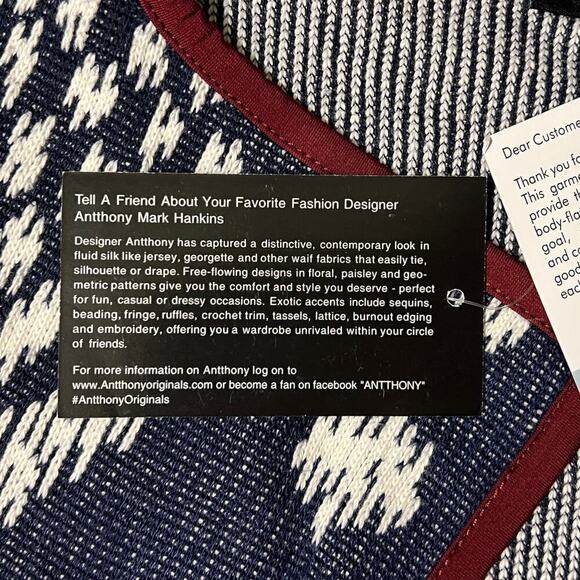 Tell A Friend About Your Favorite Fashion Designer
Antthony Mark Hankins
Designer Antthony has captured a distinctive, contemporary look in
fluid silk like jersey, georgette and other waif fabrics that easily tie,
silhouette or drape. Free-flowing designs in floral, paisley and geo-
metric patterns give you the comfort and style you deserve - perfect
for fun, casual or dressy occasions. Exotic accents include sequins,
beading, fringe, ruffles, crochet trim, tassels, lattice, burnout edging
and embroidery, offering you a wardrobe unrivaled within your circle
of friends.
For more information on Antthony log on to
www.Antthonyoriginals.com or become a fan on facebook "ANTTHONY"
#AntthonyOriginals
Dear Custome
Thank you fo
This garme
provide
body-fl
goal,
and c
good
each